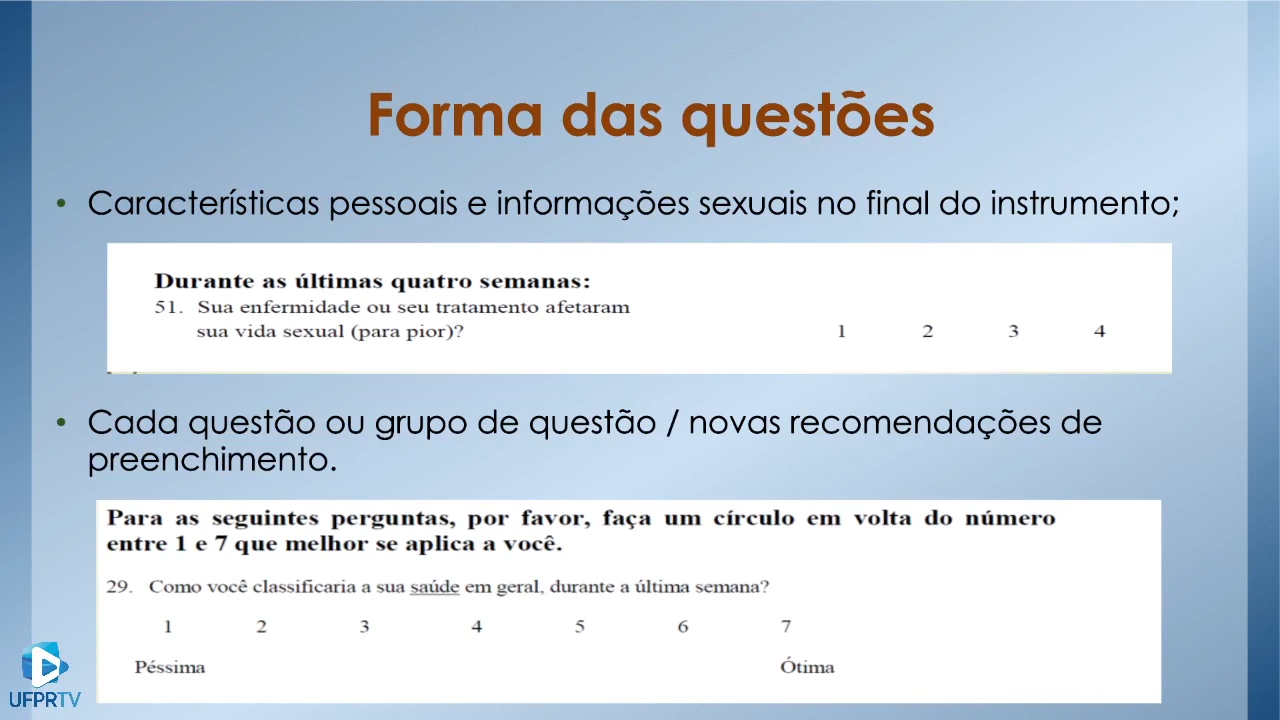 Forma das questões
• Características pessoais e informações sexuais no final do instrumento;
Durante as últimas quatro semanas:
51. Sua enfermidade ou seu tratamento afetaram
sua vida sexual (para pior)? 1 2 3 4
• Cada questão ou grupo de questão / novas recomendações de
preenchimento.
Para as seguintes perguntas, por favor, faça um círculo em volta do número
entre 1 e 7 que melhor se aplica a você.
29. Como você classificaria a sua saúde em geral, durante a última semana?
1 2 3 4 5 6 7
Péssima Ótima
UFPRTV